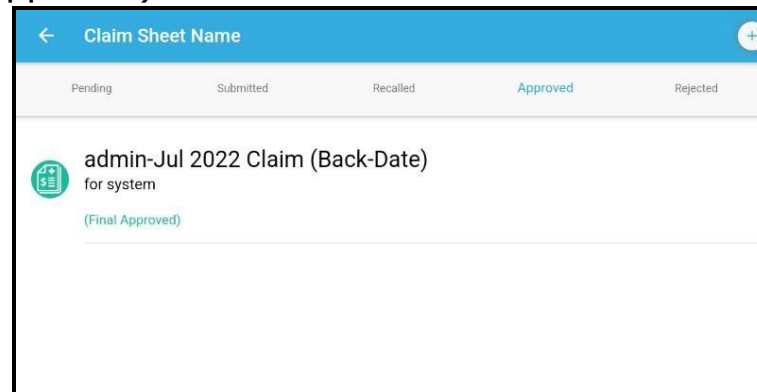 Claim Sheet Name
Pending Submitted Recalled Approved Rejected
admin-Jul 2022 Claim (Back-Date)
for system
(Final Approved)